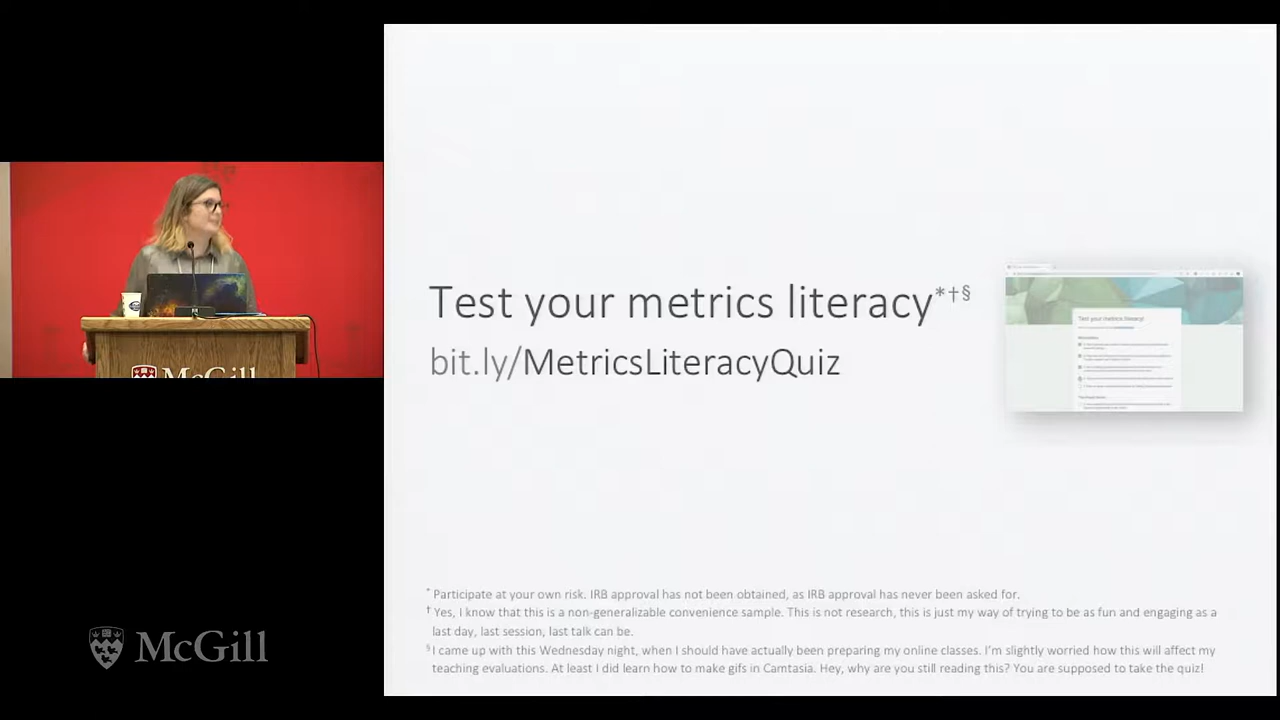 Test your metrics literacy*†§
bit.ly/MetricsLiteracyQuiz
Test your metrics literacy!
* Participate at your own risk. IRB approval has not been obtained, as IRB approval has never been asked for.
† Yes, I know that this is a non-generalizable convenience sample. This is not research, this is just my way of trying to be as fun and engaging as a
last day, last session, last talk can be.
§ I came up with this Wednesday night, when I should have actually been preparing my online classes. I'm slightly worried how this will affect my
teaching evaluations. At least I did learn how to make gifs in Camtasia. Hey, why are you still reading this? You are supposed to take the quiz!
McGill
McGill